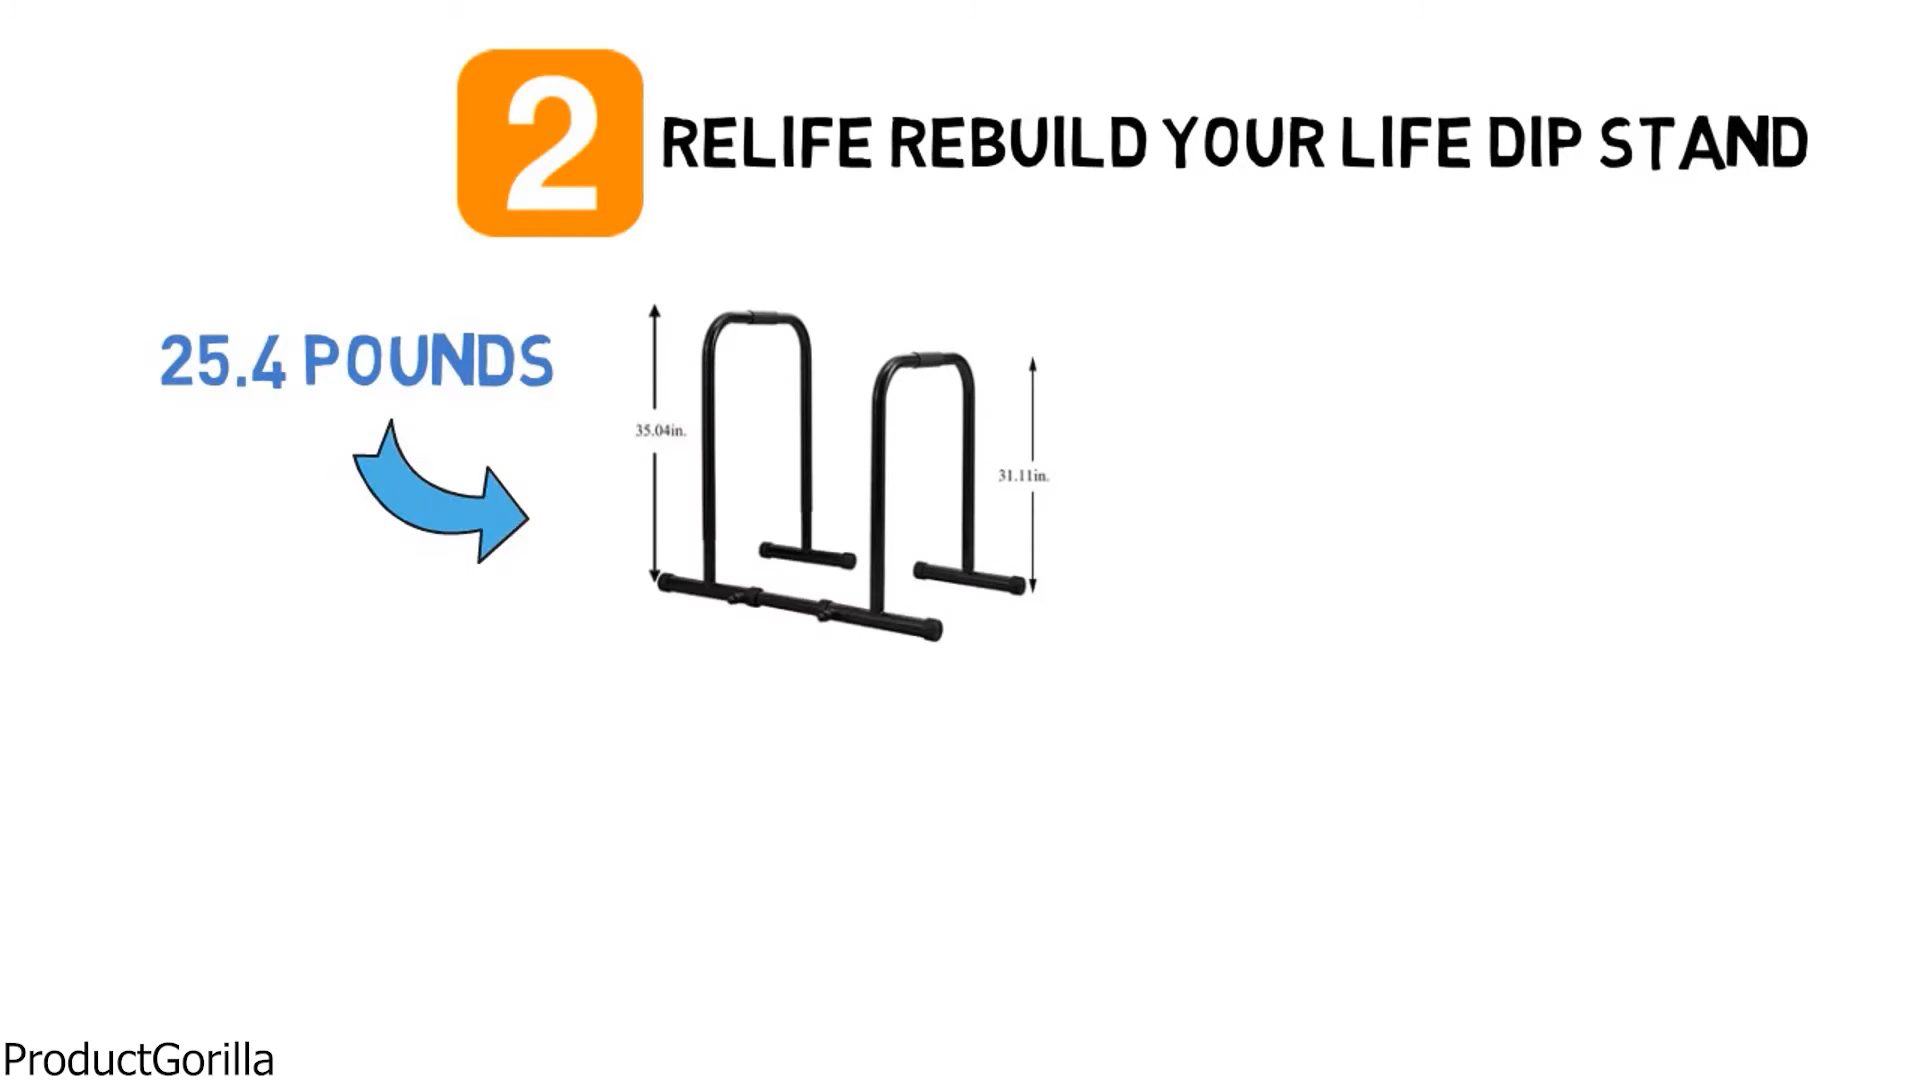 2
RELIFE REBUILD YOUR LIFE DIP STAND
25.4 POUNDS
35.04in.
31.11in.
ProductGorilla